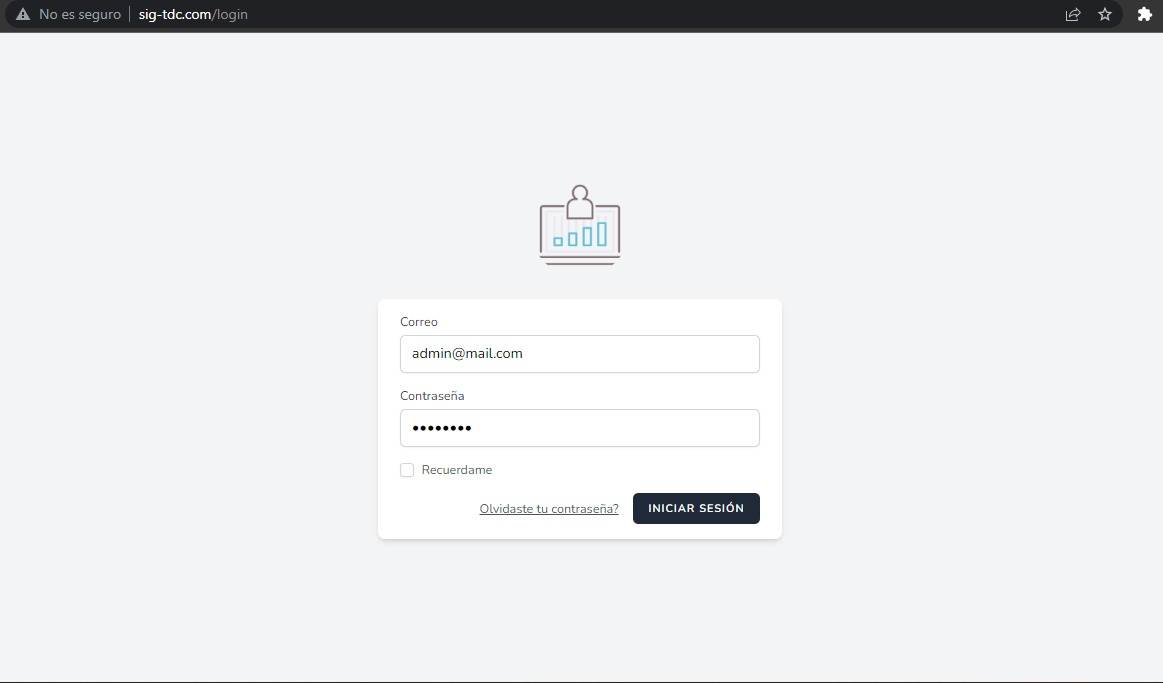 No es seguro | sig-tdc.com/login
Correo
admin@mail.com
Contraseña
••••••••
Recuerdame
Olvidaste tu contraseña? INICIAR SESIÓN